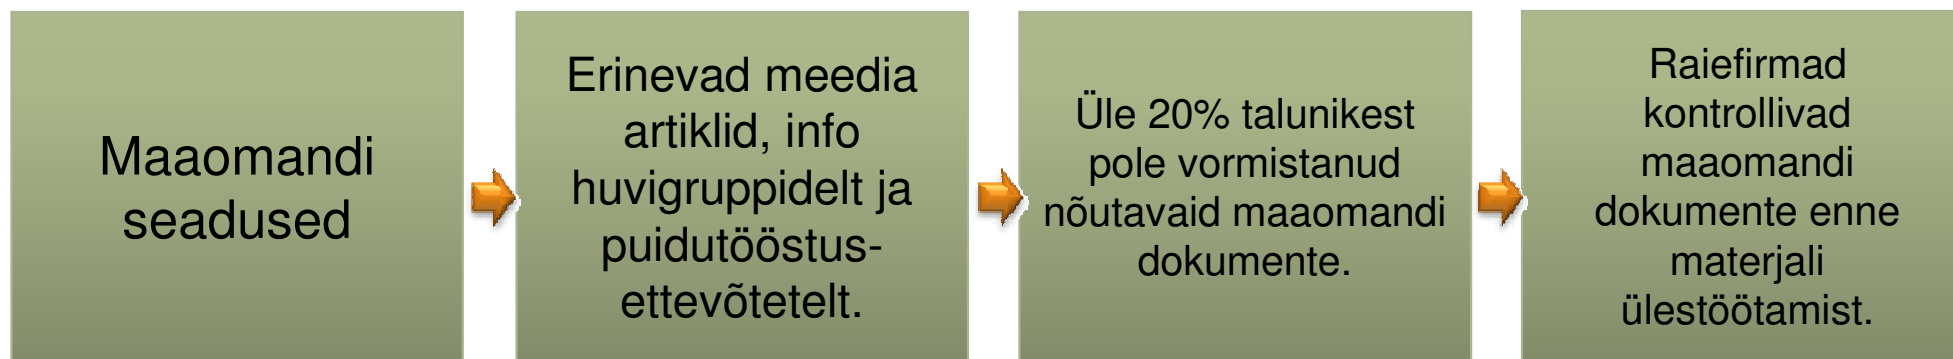 Maaomandi
seadused
Erinevad meedia
artiklid, info
huvigruppidelt ja
puidutööstus-
ettevõtetelt.
Üle 20% talunikest
pole vormistanud
nõutavaid maaomandi
dokumente.
Raiefirmad
kontrollivad
maaomandi
dokumente enne
materjali
ülestöötamist.